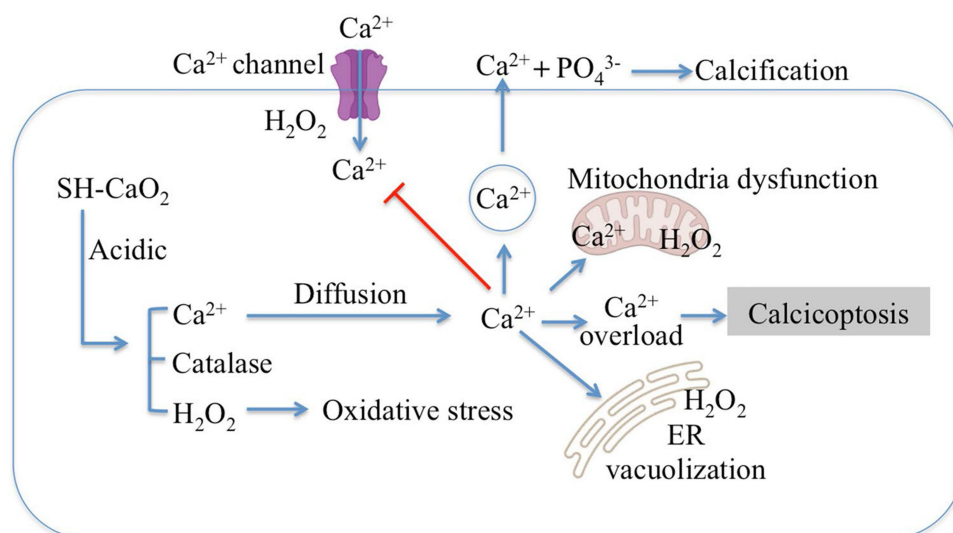 Ca²⁺
Ca²⁺ channel
Ca²⁺ + PO₄³⁻
Calcification
H₂O₂
Ca²⁺
SH-CaO₂
Ca²⁺
Mitochondria dysfunction
Ca²⁺
H₂O₂
Acidic
Diffusion
Ca²⁺
Ca²⁺
Ca²⁺
overload
Calcicoptosis
Catalase
H₂O₂
Oxidative stress
H₂O₂
ER
vacuolization